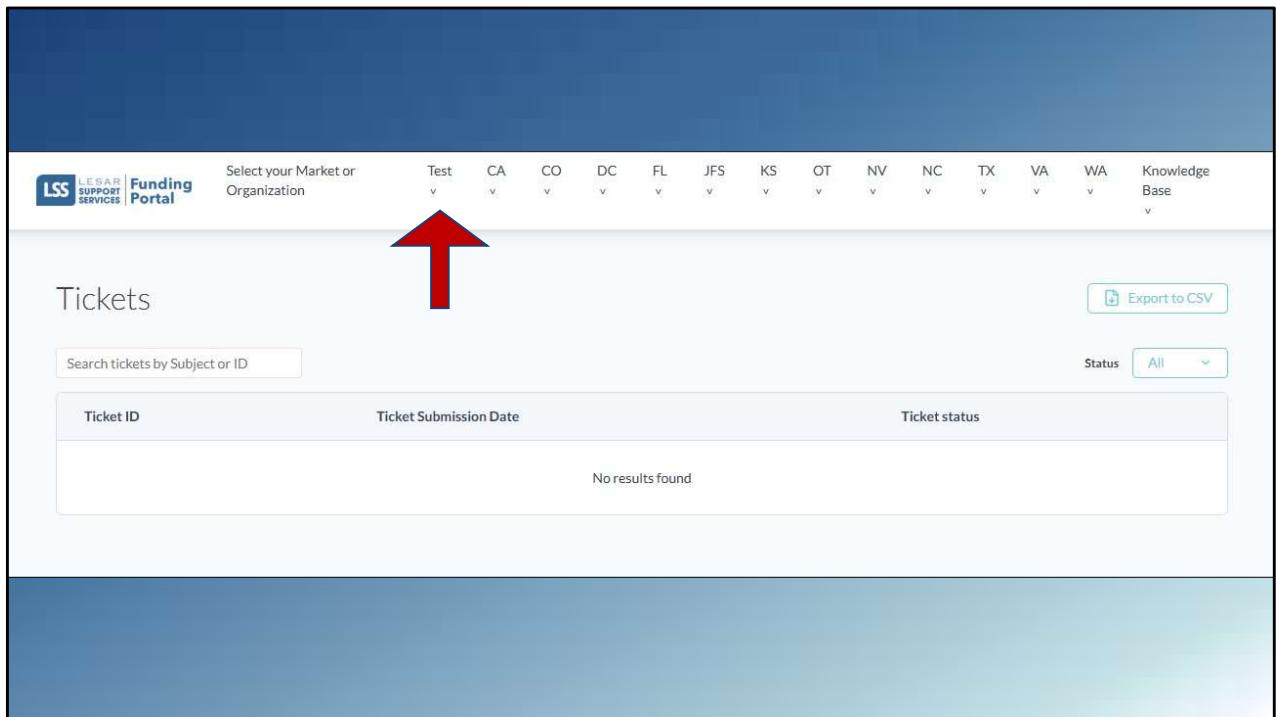 LSS LESAR SUPPORT SERVICES Funding Portal
Select your Market or Organization
Test v
CA v
CO v
DC v
FL v
JFS v
KS v
OT v
NV v
NC v
TX v
VA v
WA v
Knowledge Base v
Tickets
Export to CSV
Search tickets by Subject or ID
Status All
Ticket ID Ticket Submission Date Ticket status
No results found